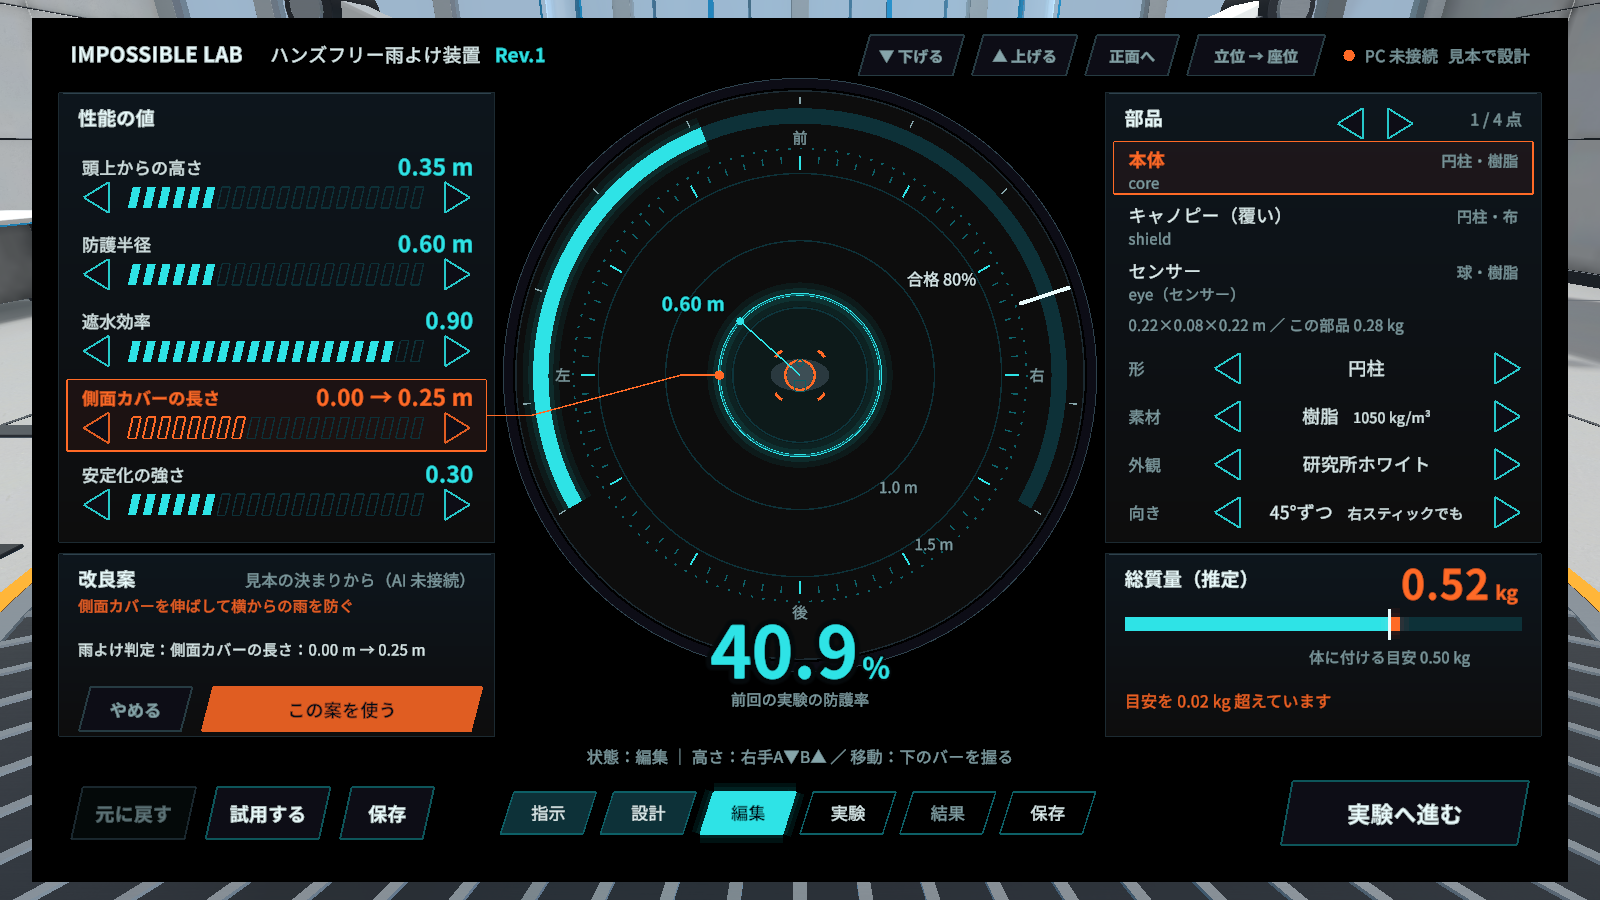 IMPOSSIBLE LAB ハンズフリー雨よけ装置 Rev.1
▼下げる ▲上げる 正面へ 立位→座位 PC 未接続 見本で設計
性能の値
頭上からの高さ 0.35 m
防護半径 0.60 m
遮水効率 0.90
側面カバーの長さ 0.00 → 0.25 m
安定化の強さ 0.30
改良案 見本の決まりから（AI 未接続）
側面カバーを伸ばして横からの雨を防ぐ
雨よけ判定：側面カバーの長さ：0.00 m → 0.25 m
やめる この案を使う
前
合格 80%
0.60 m
左 右
1.0 m
1.5 m
後
40.9 %
前回の実験の防護率
部品 1 / 4 点
本体 円柱・樹脂
core
キャノピー（覆い） 円柱・布
shield
センサー 球・樹脂
eye（センサー）
0.22×0.08×0.22 m ／ この部品 0.28 kg
形 円柱
素材 樹脂 1050 kg/m³
外観 研究所ホワイト
向き 45°ずつ 右スティックでも
総質量（推定） 0.52 kg
体に付ける目安 0.50 kg
目安を 0.02 kg 超えています
状態：編集 ｜ 高さ：右手A▼B▲ ／ 移動：下のバーを握る
元に戻す 試用する 保存 指示 設計 編集 実験 結果 保存 実験へ進む